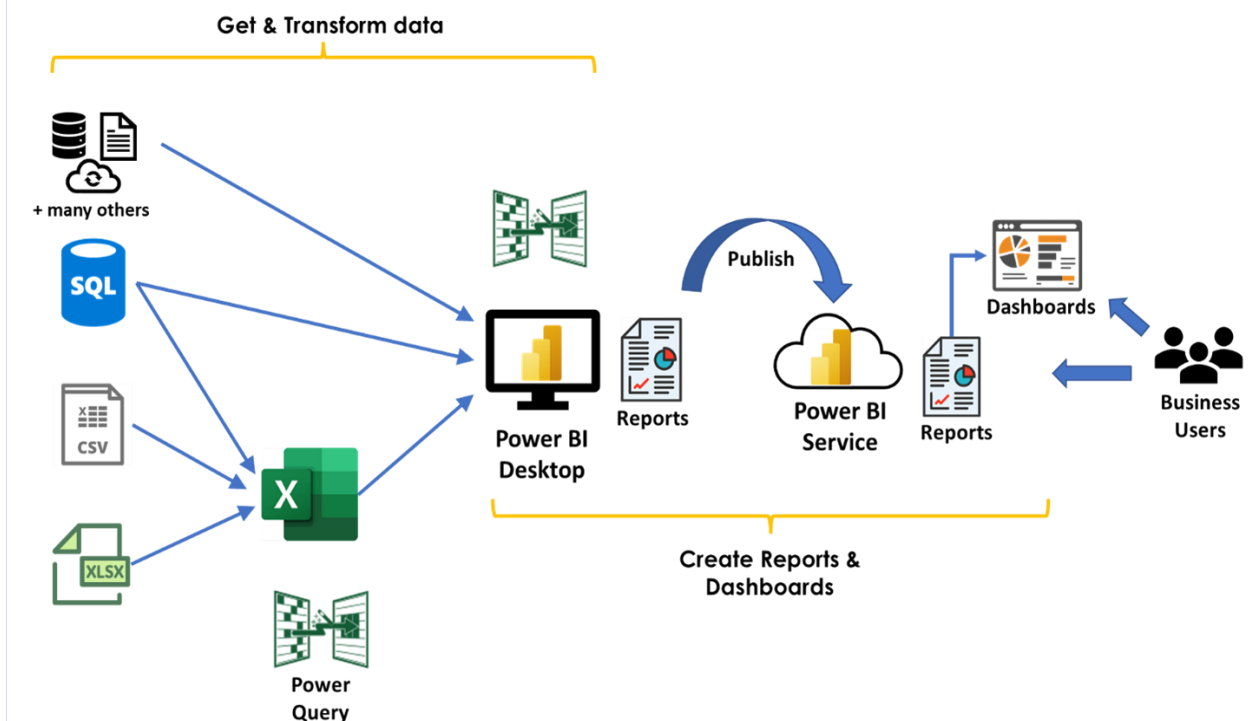 Get & Transform data
+ many others
SQL
CSV
X
XLSX
X
Power
Query
Power BI
Desktop
Reports
Publish
Power BI
Service
Reports
Dashboards
Business
Users
Create Reports &
Dashboards